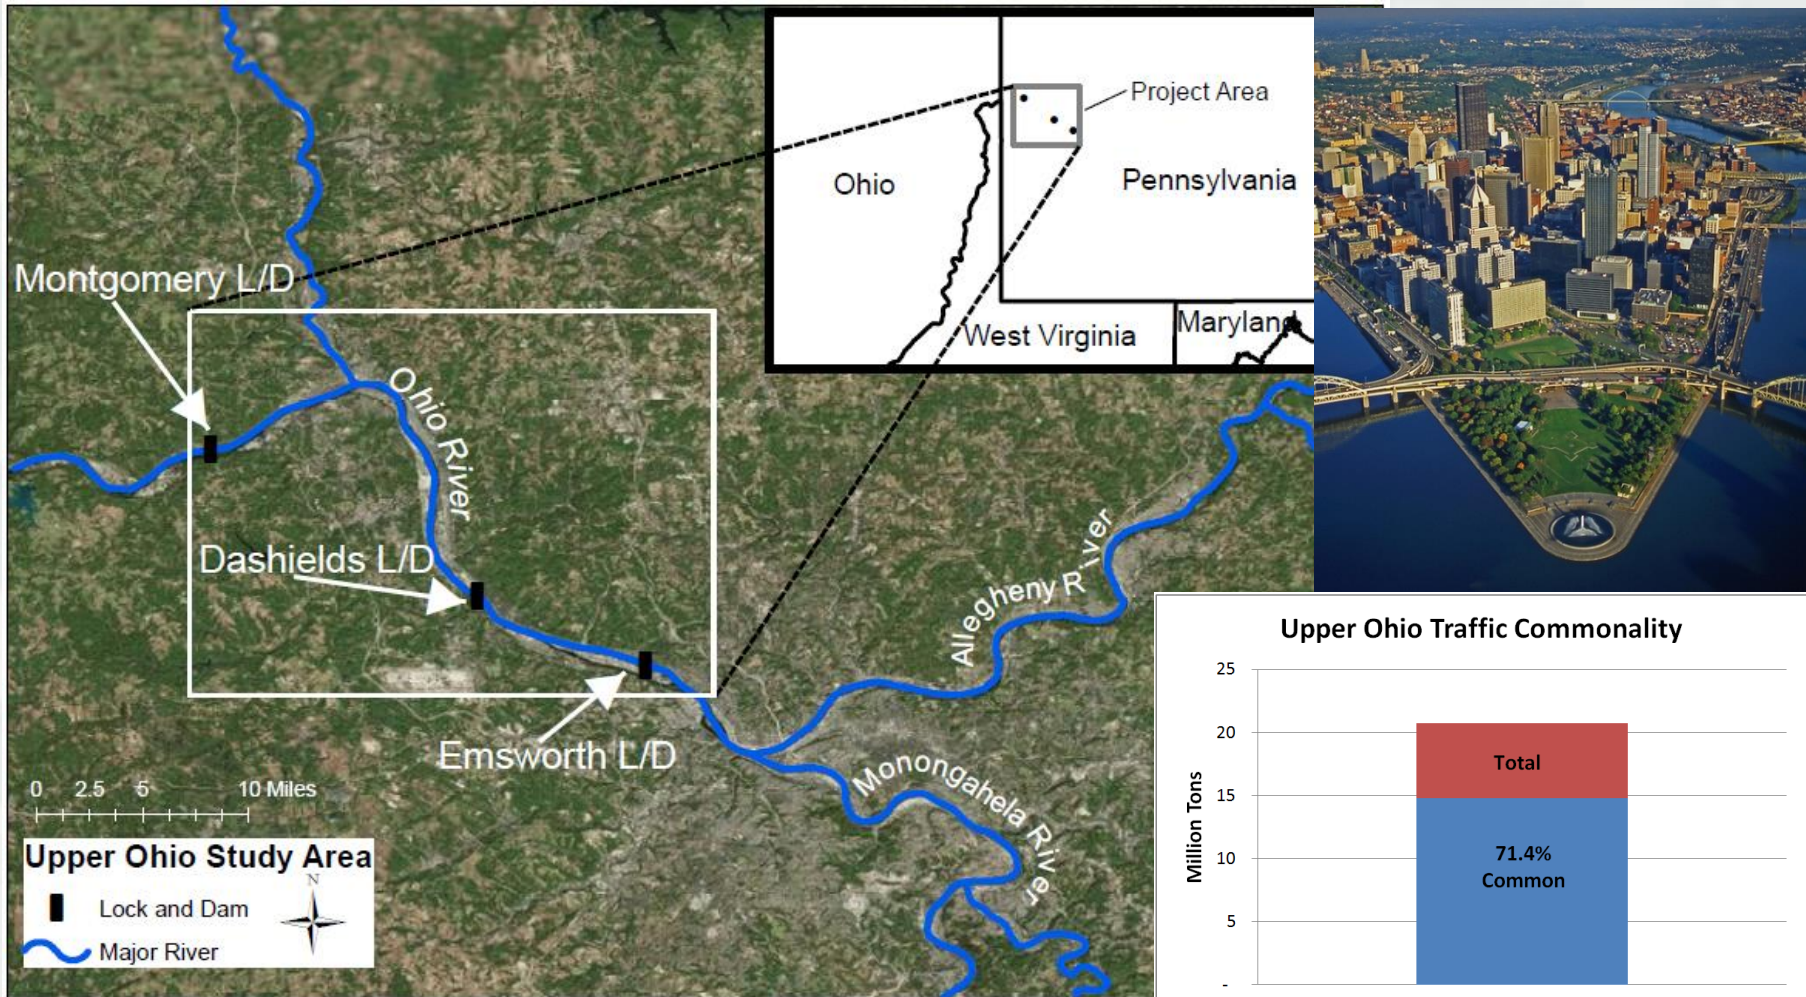 Montgomery L/D
Ohio River
Dashields L/D
Emsworth L/D
Allegheny River
Monongahela River
0 2.5 5 10 Miles
Upper Ohio Study Area
N
Lock and Dam
Major River
Project Area
Ohio
Pennsylvania
West Virginia
Maryland
Upper Ohio Traffic Commonality
Million Tons
25
20
15
10
5
-
Total
71.4%
Common